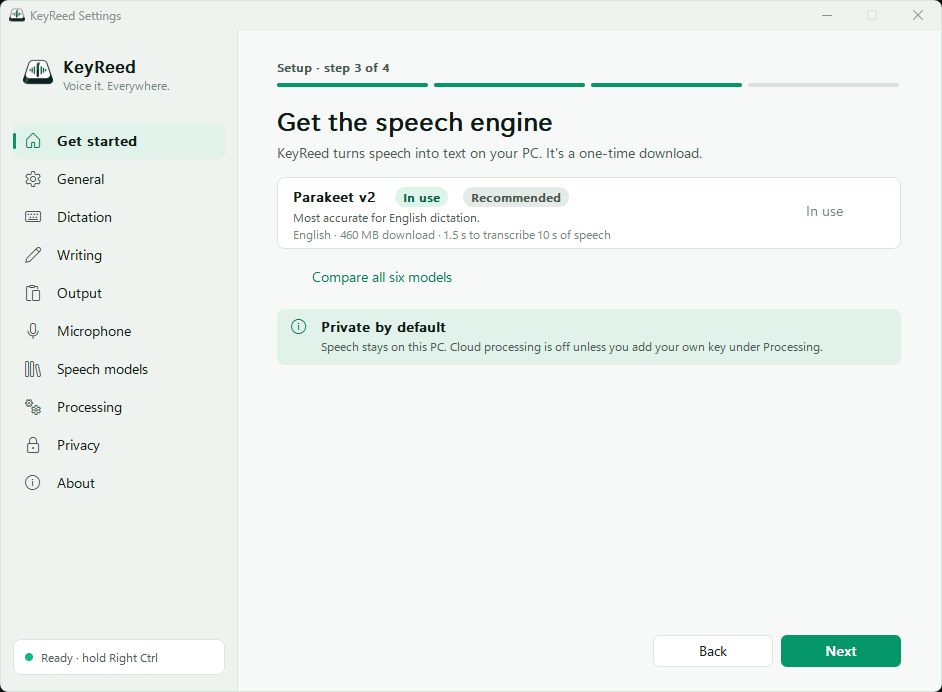 KeyReed Settings
KeyReed
Voice it. Everywhere.
Get started
General
Dictation
Writing
Output
Microphone
Speech models
Processing
Privacy
About
Ready · hold Right Ctrl
Setup · step 3 of 4
Get the speech engine
KeyReed turns speech into text on your PC. It's a one-time download.
Parakeet v2 In use Recommended
Most accurate for English dictation.
English · 460 MB download · 1.5 s to transcribe 10 s of speech
In use
Compare all six models
Private by default
Speech stays on this PC. Cloud processing is off unless you add your own key under Processing.
Back Next